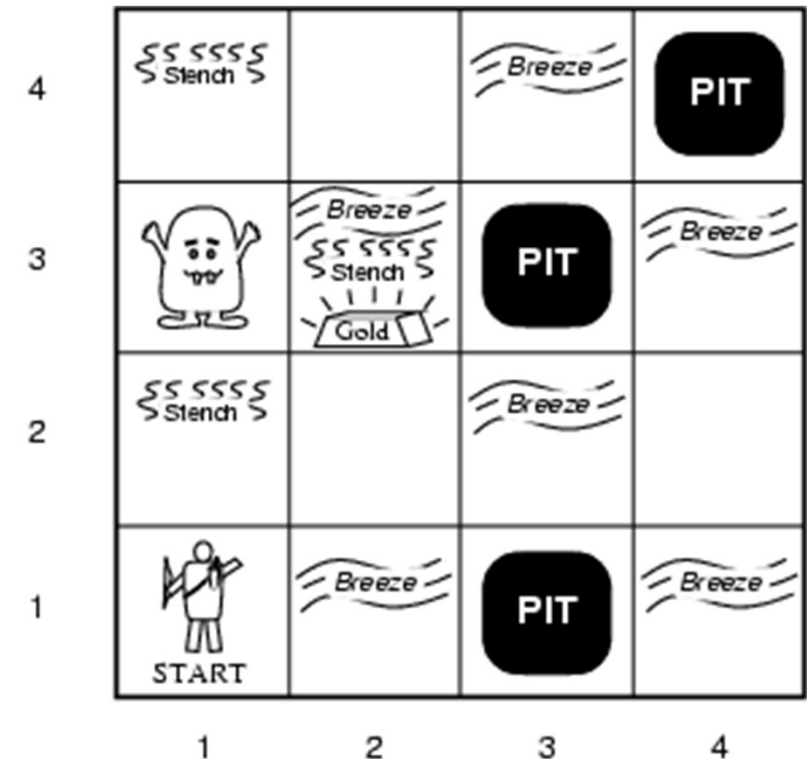 4
Stench
Breeze
PIT
3
Breeze
Stench
Gold
PIT
Breeze
2
Stench
Breeze
1
START
Breeze
PIT
Breeze
1 2 3 4